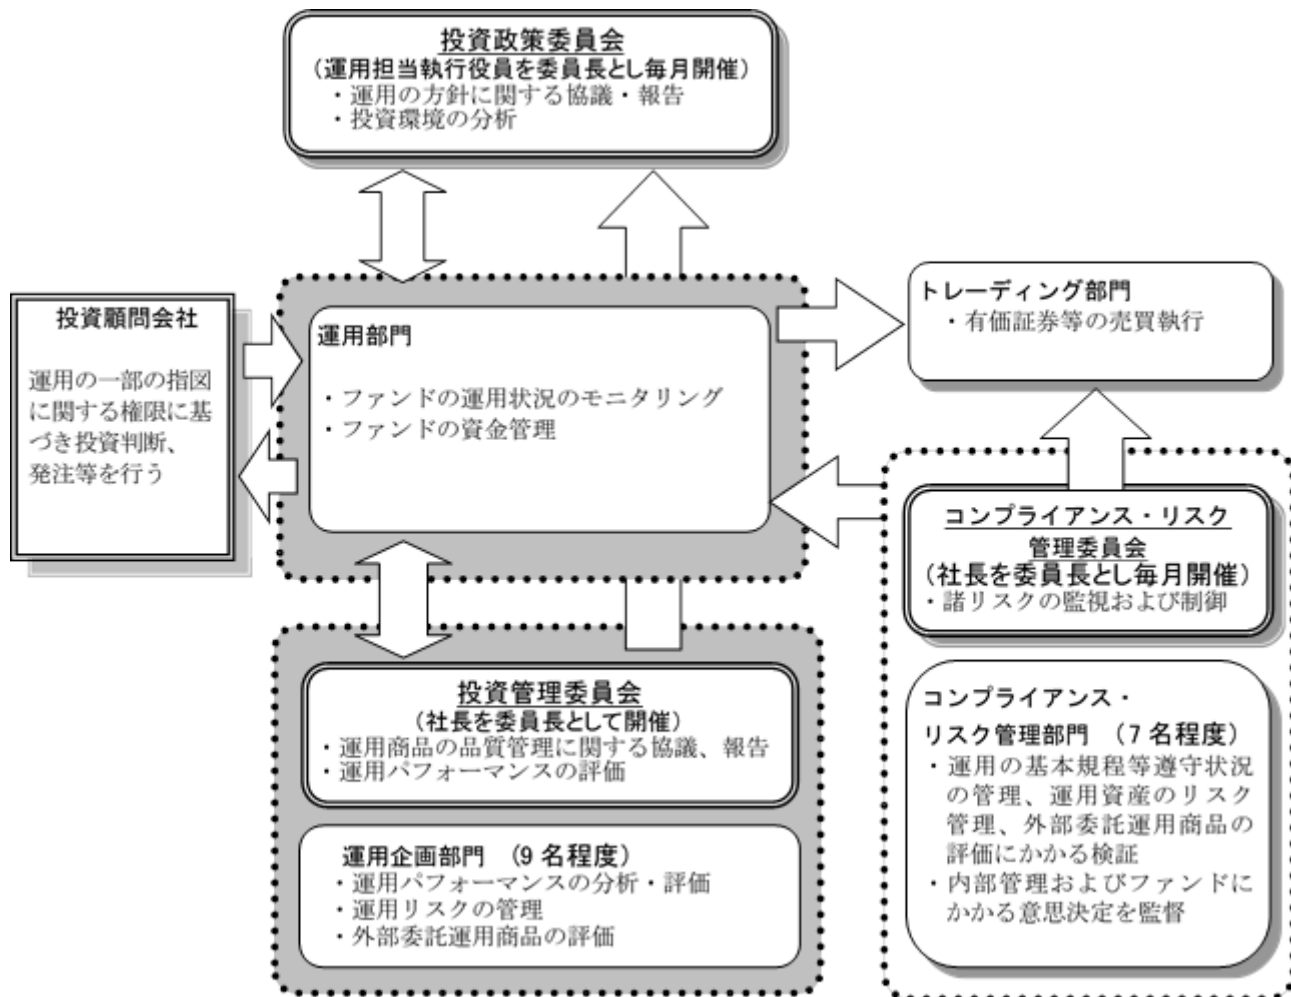 投資政策委員会
（運用担当執行役員を委員長とし毎月開催）
・運用の方針に関する協議・報告
・投資環境の分析
投資顧問会社
運用の一部の指図
に関する権限に基
づき投資判断、
発注等を行う
運用部門
・ファンドの運用状況のモニタリング
・ファンドの資金管理
トレーディング部門
・有価証券等の売買執行
コンプライアンス・リスク
管理委員会
（社長を委員長とし毎月開催）
・諸リスクの監視および制御
コンプライアンス・
リスク管理部門　（7 名程度）
・運用の基本規程等遵守状況
の管理、運用資産のリスク
管理、外部委託運用商品の
評価にかかる検証
・内部管理およびファンドに
かかる意思決定を監督
投資管理委員会
（社長を委員長として開催）
・運用商品の品質管理に関する協議、報告
・運用パフォーマンスの評価
運用企画部門　（9 名程度）
・運用パフォーマンスの分析・評価
・運用リスクの管理
・外部委託運用商品の評価